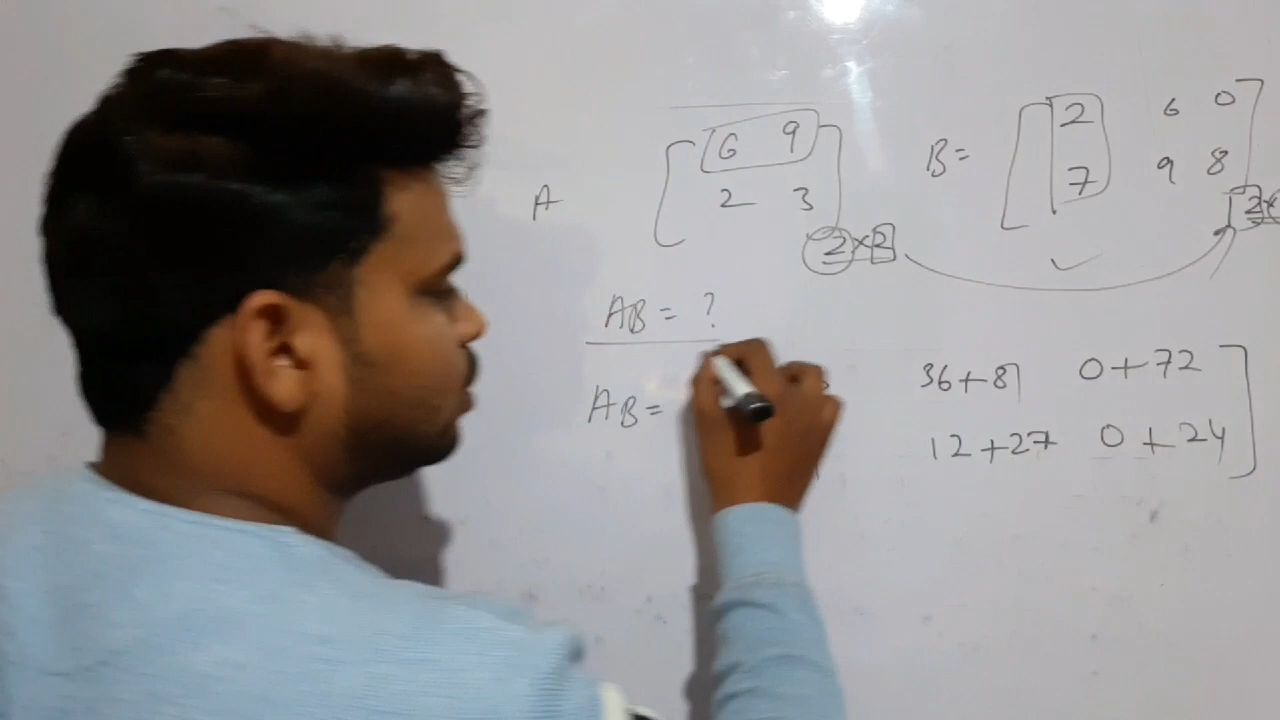 A [6 9
2 3] 2×2
B = [2 6 0
7 9 8] 2×
AB = ?
AB = 36+81 0+72
12+27 0+24]